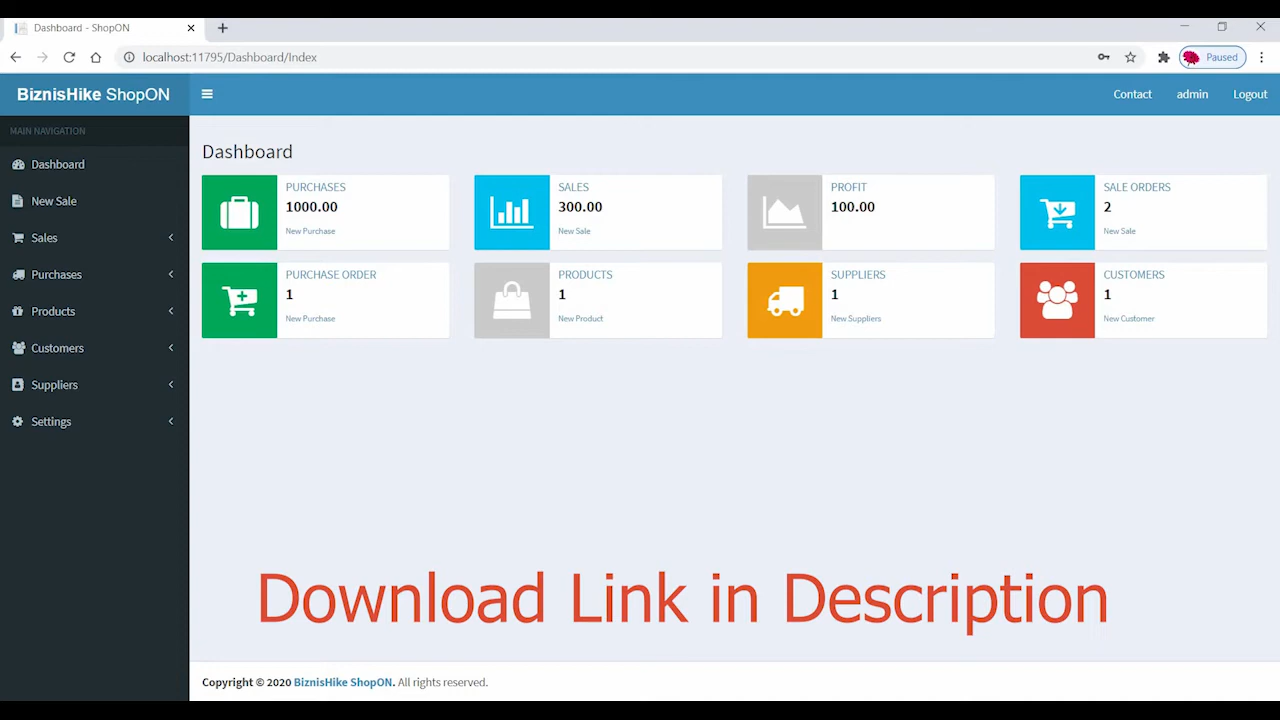 Dashboard - ShopON
localhost:11795/Dashboard/Index
Paused
BiznisHike ShopON
Contact admin Logout
MAIN NAVIGATION
Dashboard
New Sale
Sales
Purchases
Products
Customers
Suppliers
Settings
Dashboard
PURCHASES
1000.00
New Purchase
SALES
300.00
New Sale
PROFIT
100.00
SALE ORDERS
2
New Sale
PURCHASE ORDER
1
New Purchase
PRODUCTS
1
New Product
SUPPLIERS
1
New Suppliers
CUSTOMERS
1
New Customer
Download Link in Description
Copyright © 2020 BiznisHike ShopON. All rights reserved.